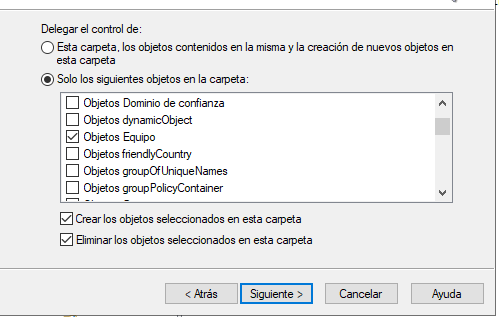 Delegar el control de:
Esta carpeta, los objetos contenidos en la misma y la creación de nuevos objetos en
esta carpeta
Solo los siguientes objetos en la carpeta:
Objetos Dominio de confianza
Objetos dynamicObject
Objetos Equipo
Objetos friendlyCountry
Objetos groupOfUniqueNames
Objetos groupPolicyContainer
Crear los objetos seleccionados en esta carpeta
Eliminar los objetos seleccionados en esta carpeta
< Atrás
Siguiente >
Cancelar
Ayuda